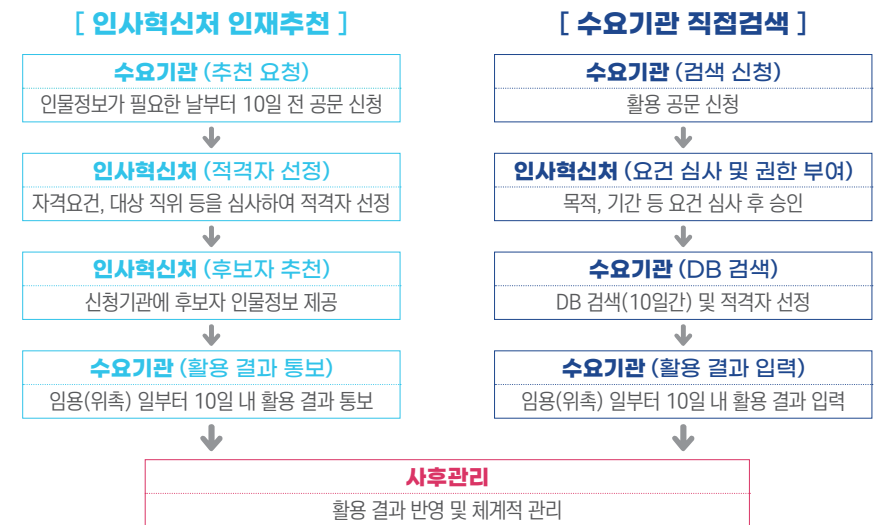 [ 인사혁신처 인재추천 ]
수요기관 (추천 요청)
인물정보가 필요한 날부터 10일 전 공문 신청
인사혁신처 (적격자 선정)
자격요건, 대상 직위 등을 심사하여 적격자 선정
인사혁신처 (후보자 추천)
신청기관에 후보자 인물정보 제공
수요기관 (활용 결과 통보)
임용(위촉) 일부터 10일 내 활용 결과 통보
[ 수요기관 직접검색 ]
수요기관 (검색 신청)
활용 공문 신청
인사혁신처 (요건 심사 및 권한 부여)
목적, 기간 등 요건 심사 후 승인
수요기관 (DB 검색)
DB 검색(10일간) 및 적격자 선정
수요기관 (활용 결과 입력)
임용(위촉) 일부터 10일 내 활용 결과 입력
사후관리
활용 결과 반영 및 체계적 관리